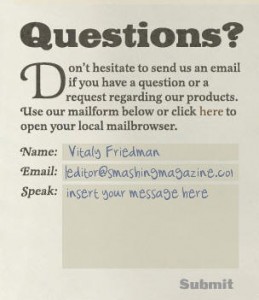 Questions?
Don't hesitate to send us an email
if you have a question or a
request regarding our products.
Use our mailform below or click here to
open your local mailbrowser.
Name: Vitaly Friedman
Email: editor@smashingmagazine.co
Speak: insert your message here
Submit